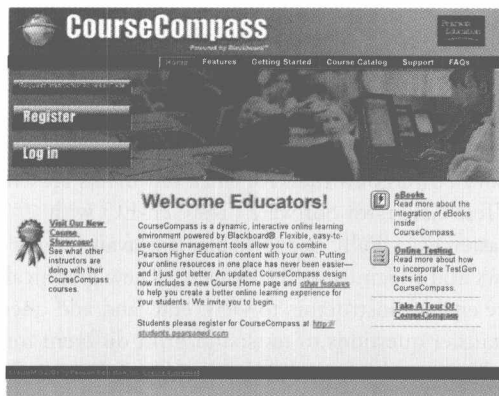 CourseCompass
Powered by Blackboard™
Pearson
Education
Home Features Getting Started Course Catalog Support FAQs
Register
Log in
Welcome Educators!
Visit Our New
Course
Showcase!
See what other
instructors are
doing with their
CourseCompass
courses.
CourseCompass is a dynamic, interactive online learning
environment powered by Blackboard®. Flexible, easy-to-
use course management tools allow you to combine
Pearson Higher Education content with your own. Putting
your online resources in one place has never been easier—
and it just got better. An updated CourseCompass design
now includes a new Course Home page and other features
to help you create a better online learning experience for
your students. We invite you to begin.
Students please register for CourseCompass at http://
students.pearsoned.com
eBooks
Read more about the
integration of eBooks
inside
CourseCompass.
Online Testing
Read more about how
to incorporate TestGen
tests into
CourseCompass.
Take A Tour Of
CourseCompass